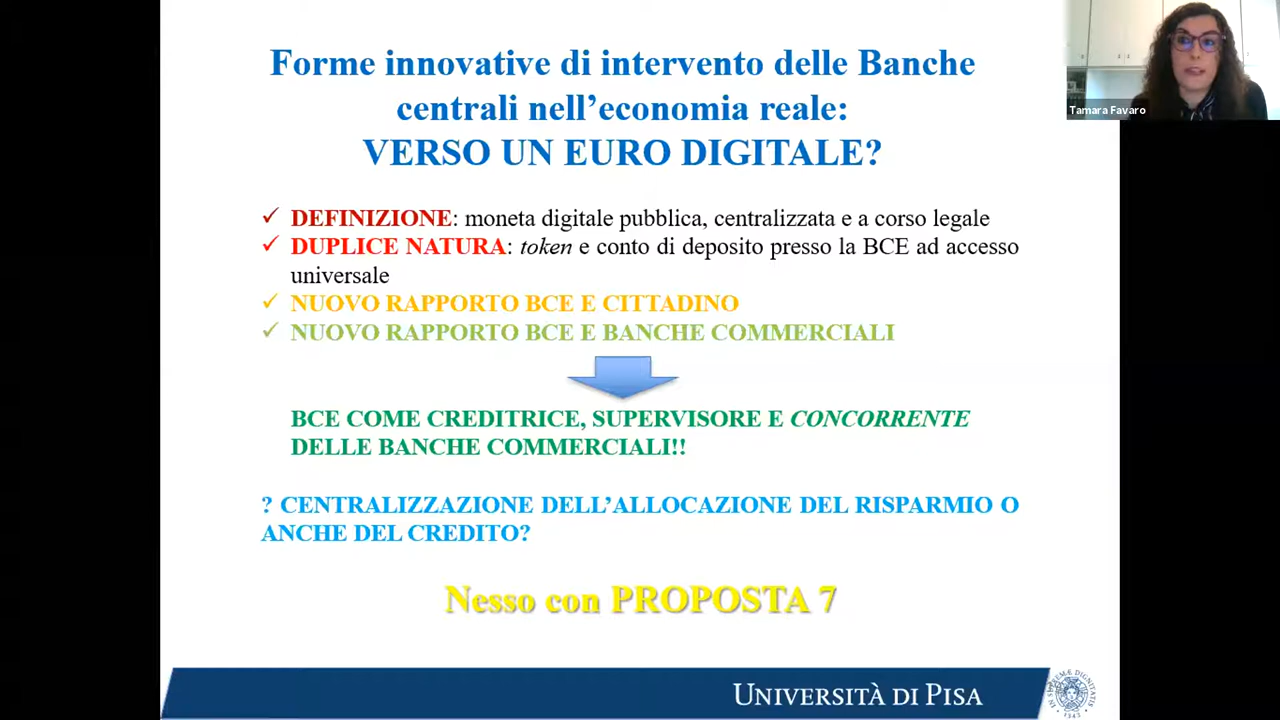 Forme innovative di intervento delle Banche
centrali nell’economia reale:
VERSO UN EURO DIGITALE?
Tamara Favaro
✓ DEFINIZIONE: moneta digitale pubblica, centralizzata e a corso legale
✓ DUPLICE NATURA: token e conto di deposito presso la BCE ad accesso
universale
✓ NUOVO RAPPORTO BCE E CITTADINO
✓ NUOVO RAPPORTO BCE E BANCHE COMMERCIALI
BCE COME CREDITRICE, SUPERVISORE E CONCORRENTE
DELLE BANCHE COMMERCIALI!!
? CENTRALIZZAZIONE DELL’ALLOCAZIONE DEL RISPARMIO O
ANCHE DEL CREDITO?
Nesso con PROPOSTA 7
UNIVERSITÀ DI PISA